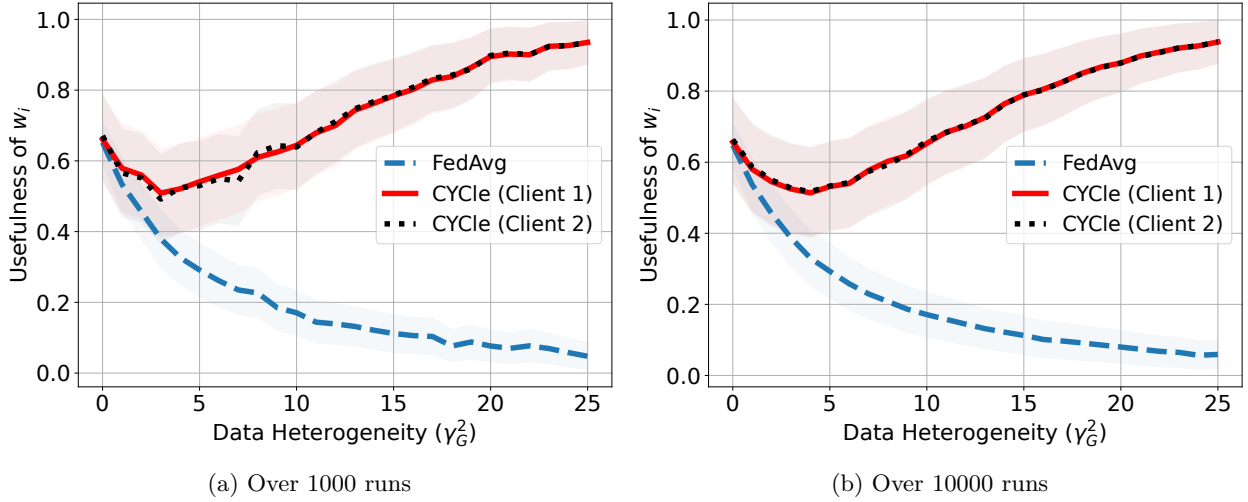 1.0
0.8
0.6
0.4
0.2
0.0
Usefulness of w_i
FedAvg
CYCle (Client 1)
CYCle (Client 2)
0 5 10 15 20 25
Data Heterogeneity (γ_G^2)
(a) Over 1000 runs
1.0
0.8
0.6
0.4
0.2
0.0
Usefulness of w_i
FedAvg
CYCle (Client 1)
CYCle (Client 2)
0 5 10 15 20 25
Data Heterogeneity (γ_G^2)
(b) Over 10000 runs